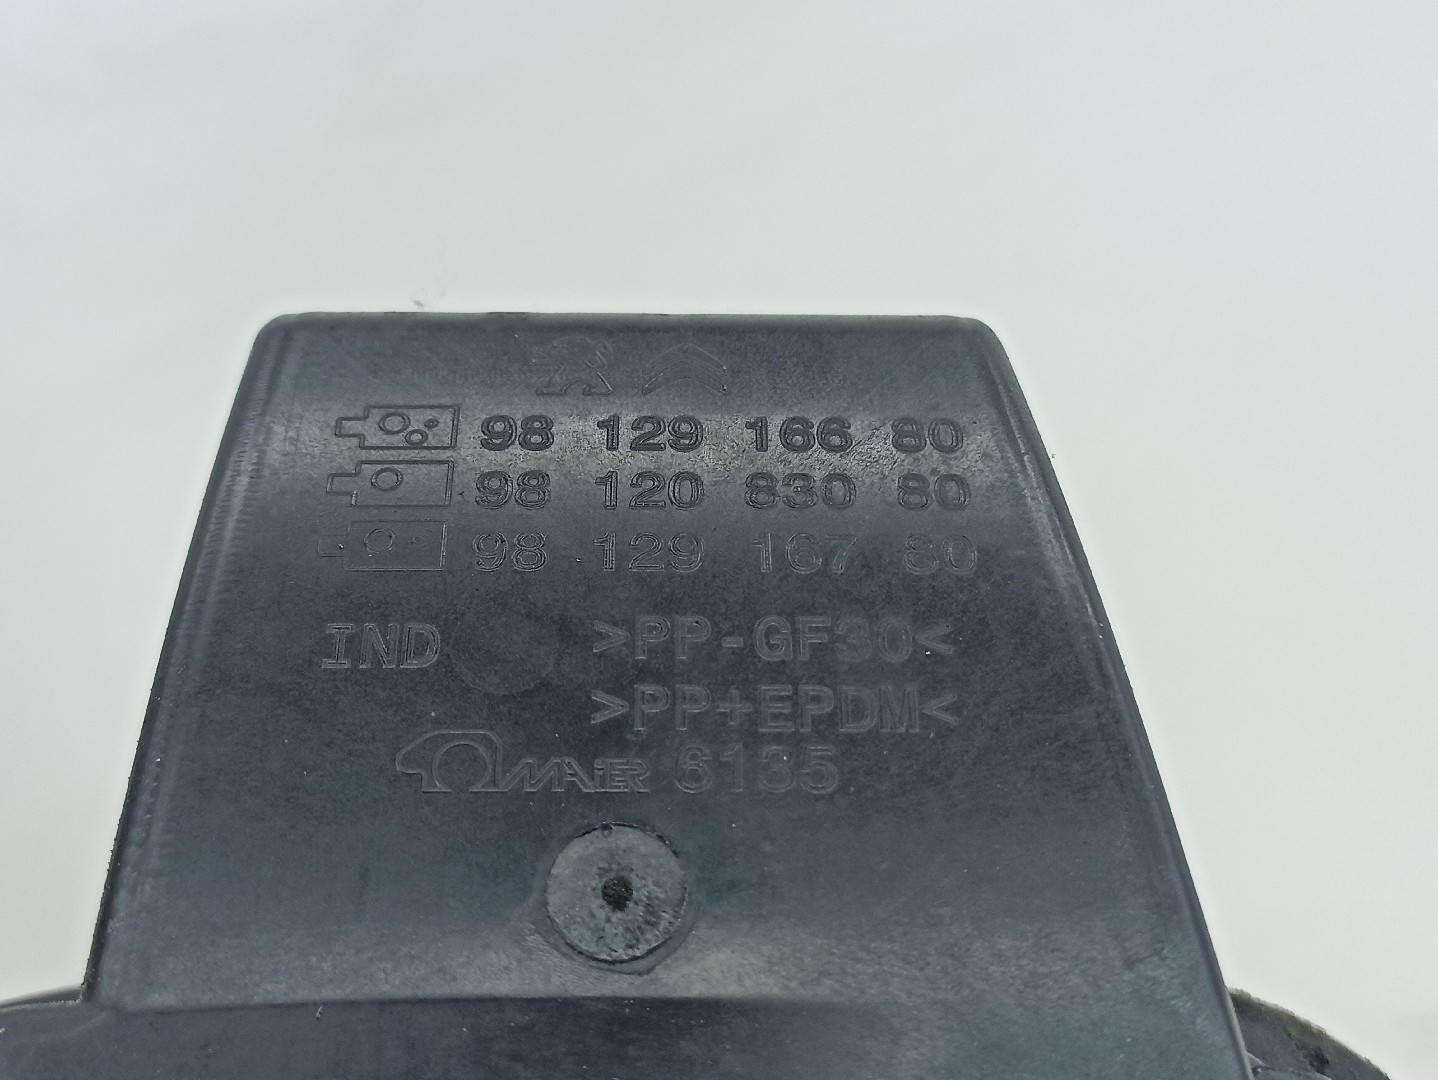 98 129 166 80
98 120 830 80
98 129 167 80
IND >PP-GF30<
>PP+EPDM<
MAIER 6135